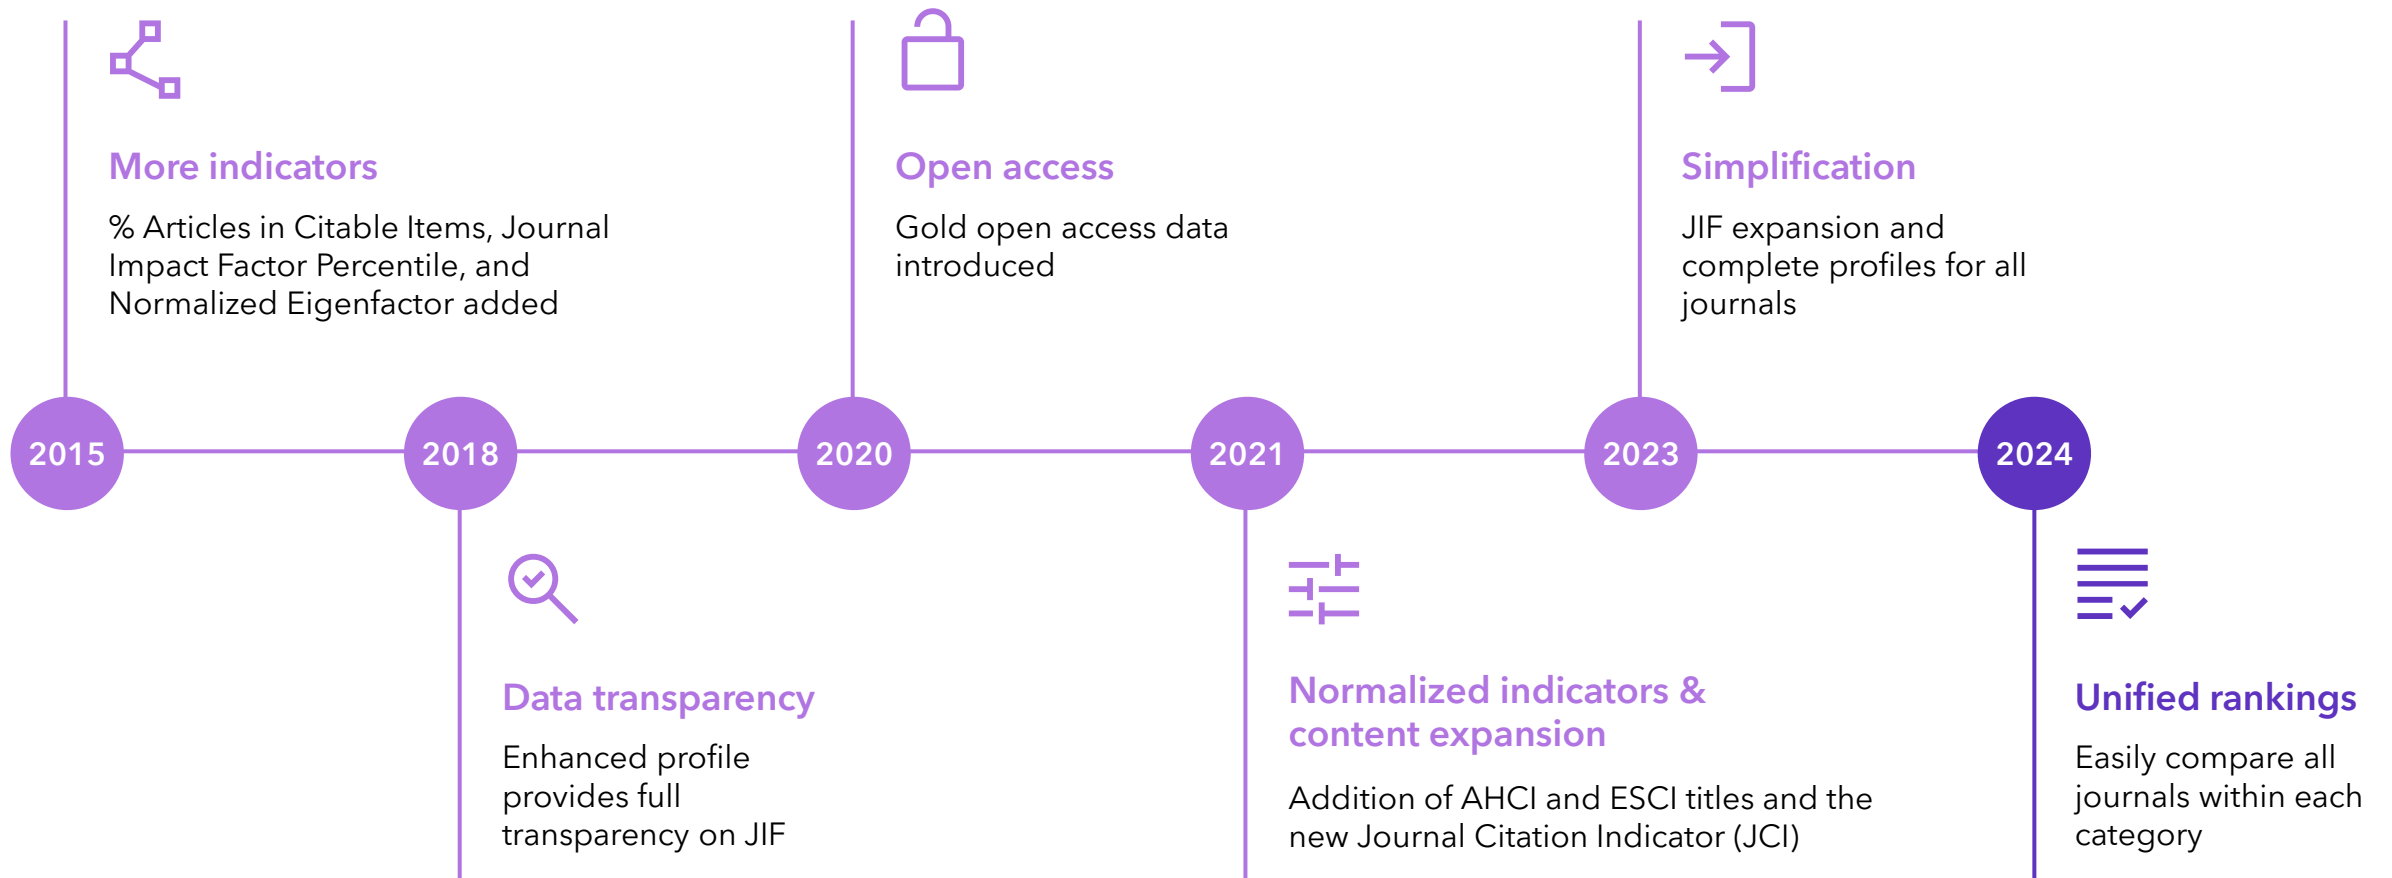 More indicators
% Articles in Citable Items, Journal
Impact Factor Percentile, and
Normalized Eigenfactor added
Open access
Gold open access data
introduced
Simplification
JIF expansion and
complete profiles for all
journals
2015
2018
2020
2021
2023
2024
Data transparency
Enhanced profile
provides full
transparency on JIF
Normalized indicators &
content expansion
Addition of AHCI and ESCI titles and the
new Journal Citation Indicator (JCI)
Unified rankings
Easily compare all
journals within each
category